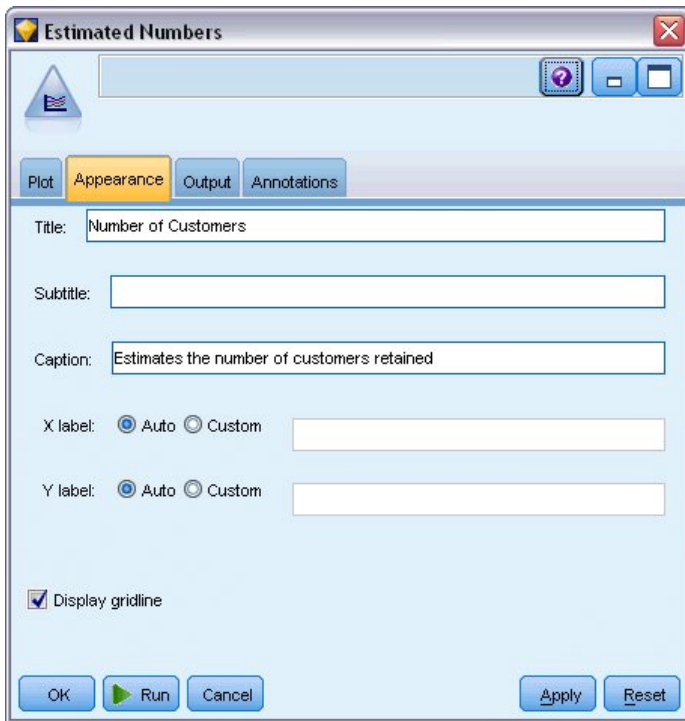 Estimated Numbers
Plot Appearance Output Annotations
Title: Number of Customers
Subtitle:
Caption: Estimates the number of customers retained
X label: Auto Custom
Y label: Auto Custom
Display gridline
OK Run Cancel Apply Reset